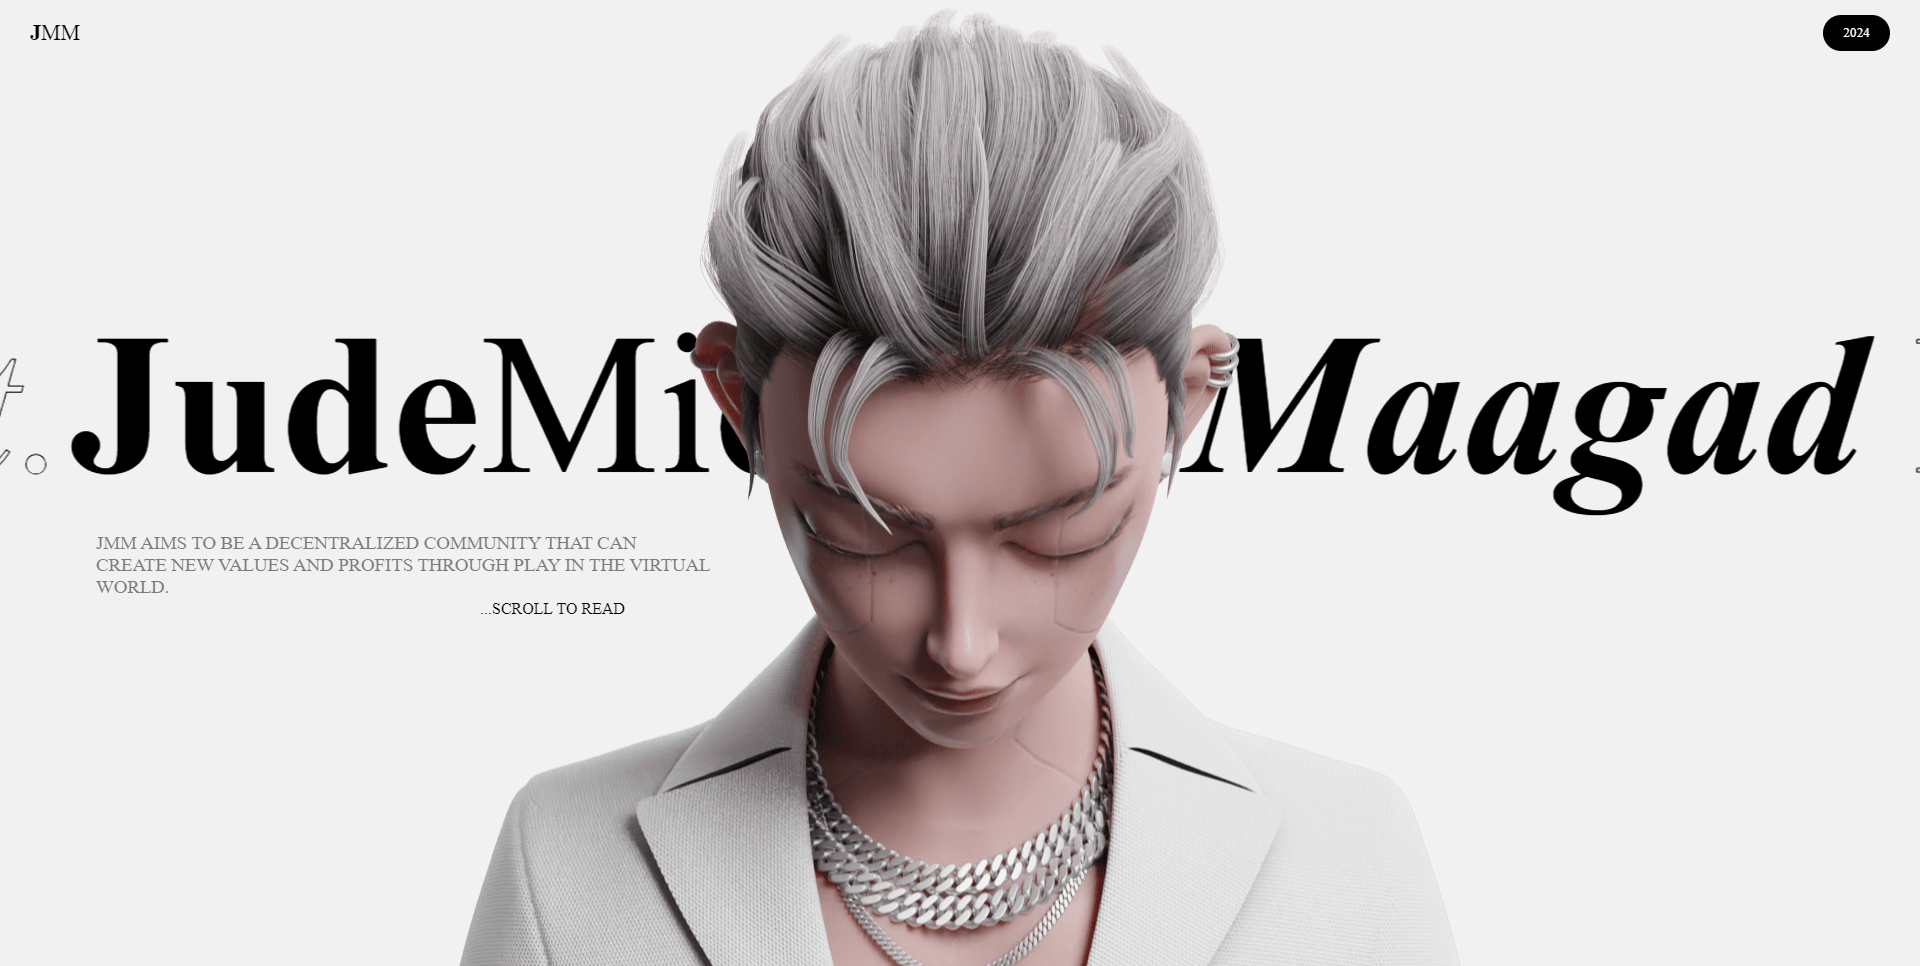 JMM
2024
t. JudeMi Maagad
JMM AIMS TO BE A DECENTRALIZED COMMUNITY THAT CAN
CREATE NEW VALUES AND PROFITS THROUGH PLAY IN THE VIRTUAL
WORLD.
...SCROLL TO READ